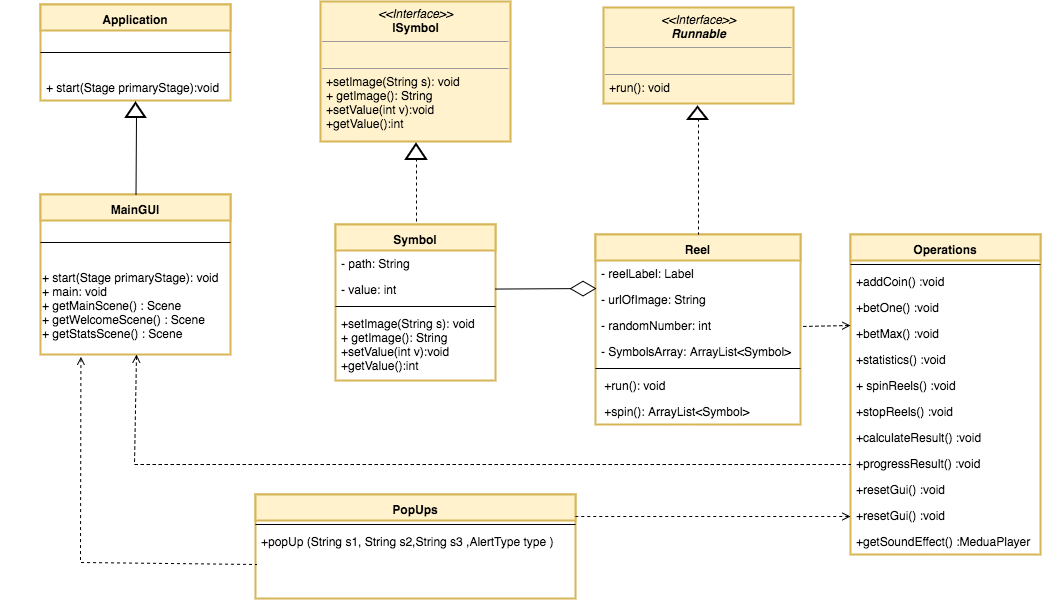 Application
+ start(Stage primaryStage):void
<<Interface>>
ISymbol
+setImage(String s): void
+ getImage(): String
+setValue(int v):void
+getValue():int
<<Interface>>
Runnable
+run(): void
MainGUI
+ start(Stage primaryStage): void
+ main: void
+ getMainScene() : Scene
+ getWelcomeScene() : Scene
+ getStatsScene() : Scene
Symbol
- path: String
- value: int
+setImage(String s): void
+ getImage(): String
+setValue(int v):void
+getValue():int
Reel
- reelLabel: Label
- urlOfImage: String
- randomNumber: int
- SymbolsArray: ArrayList<Symbol>
+run(): void
+spin(): ArrayList<Symbol>
Operations
+addCoin() :void
+betOne() :void
+betMax() :void
+statistics() :void
+ spinReels() :void
+stopReels() :void
+calculateResult() :void
+progressResult() :void
+resetGui() :void
+resetGui() :void
+getSoundEffect() :MeduaPlayer
PopUps
+popUp (String s1, String s2,String s3 ,AlertType type )